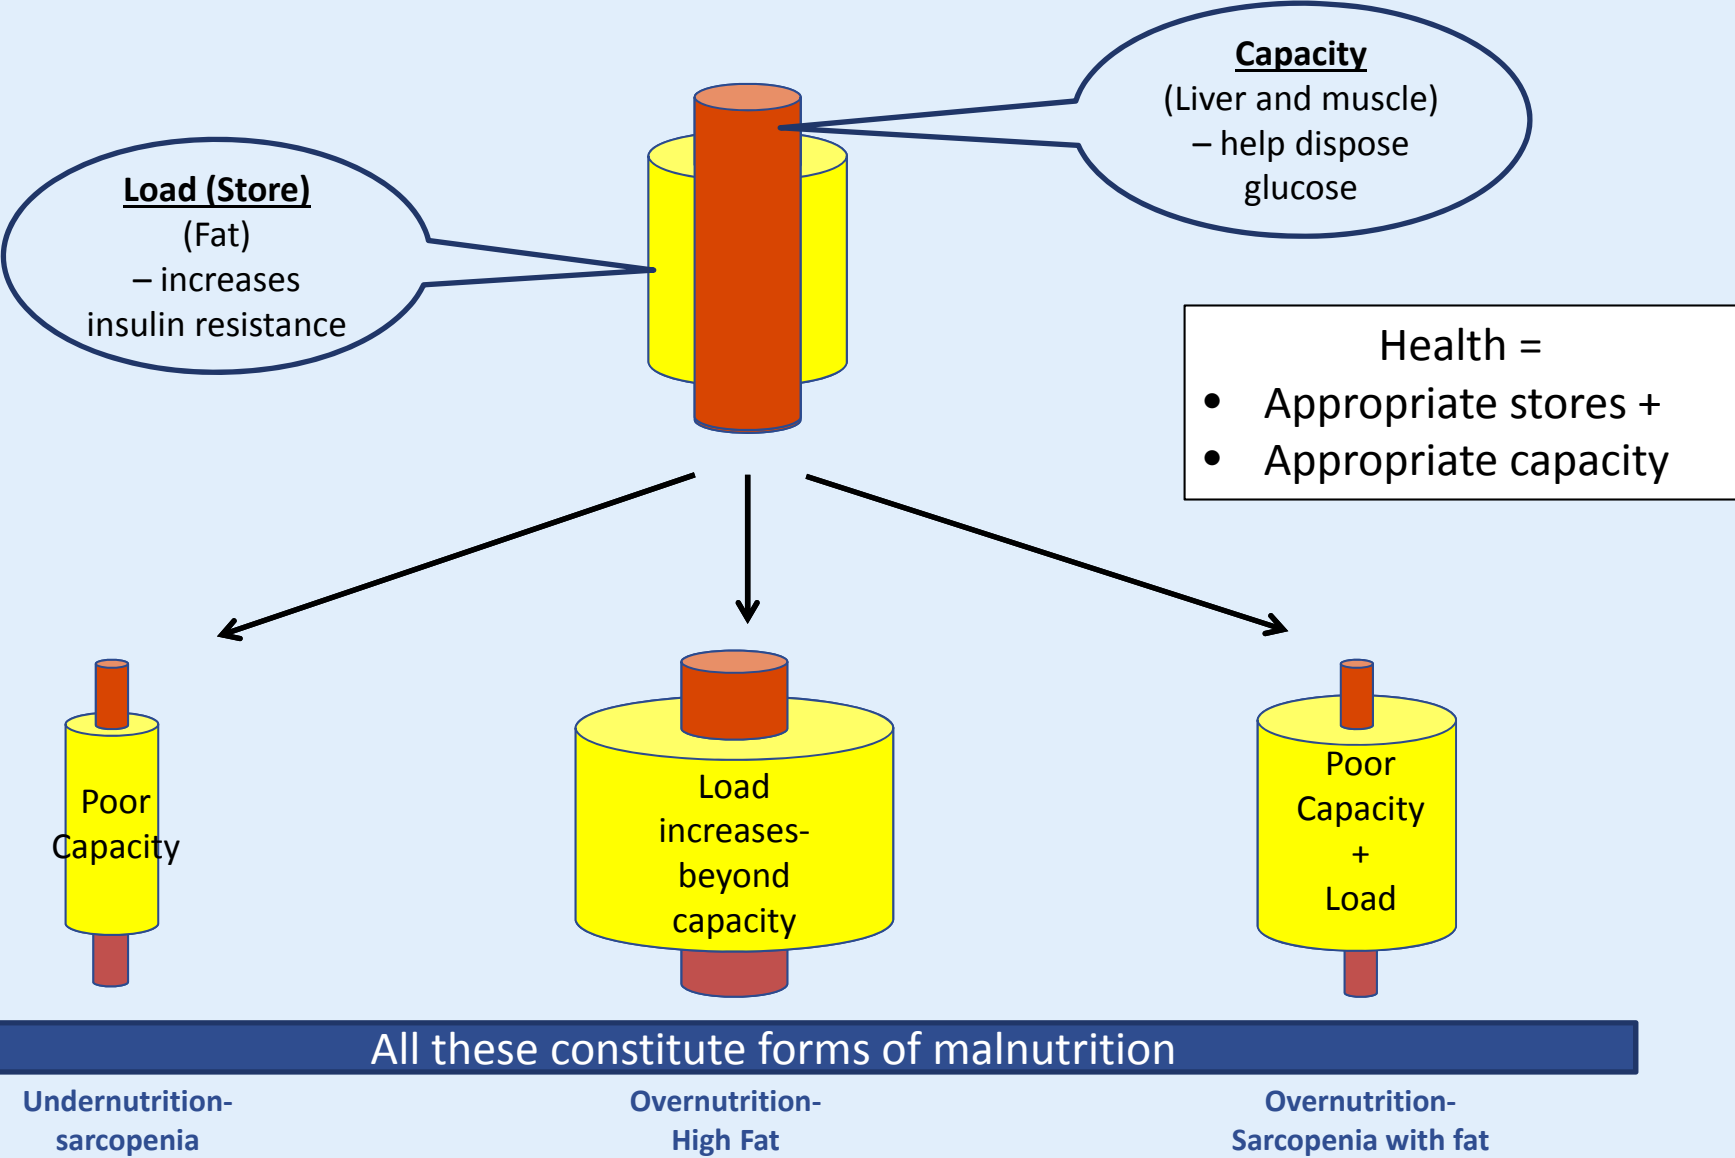 Capacity
(Liver and muscle)
– help dispose
glucose
Load (Store)
(Fat)
– increases
insulin resistance
Health =
• Appropriate stores +
• Appropriate capacity
Poor
Capacity
Load
increases-
beyond
capacity
Poor
Capacity
+
Load
All these constitute forms of malnutrition
Undernutrition-
sarcopenia
Overnutrition-
High Fat
Overnutrition-
Sarcopenia with fat